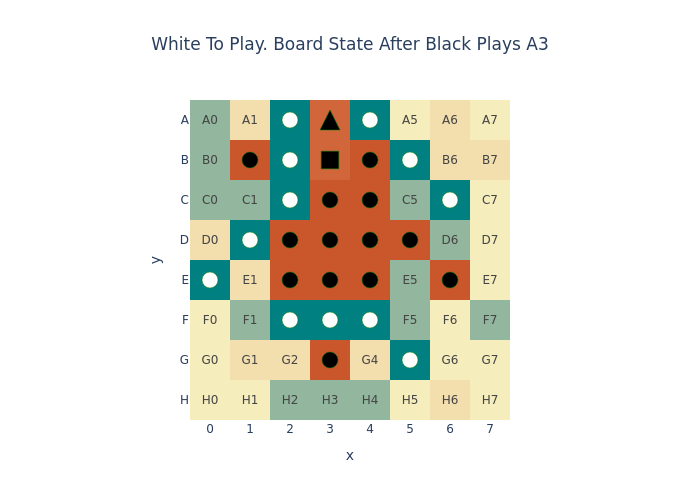 White To Play. Board State After Black Plays A3
A A0 A1 A5 A6 A7
B B0 B6 B7
C C0 C1 C5 C7
D D0 D6 D7
E E1 E5 E7
F F0 F1 F5 F6 F7
G G0 G1 G2 G4 G6 G7
H H0 H1 H2 H3 H4 H5 H6 H7
0 1 2 3 4 5 6 7
x
y